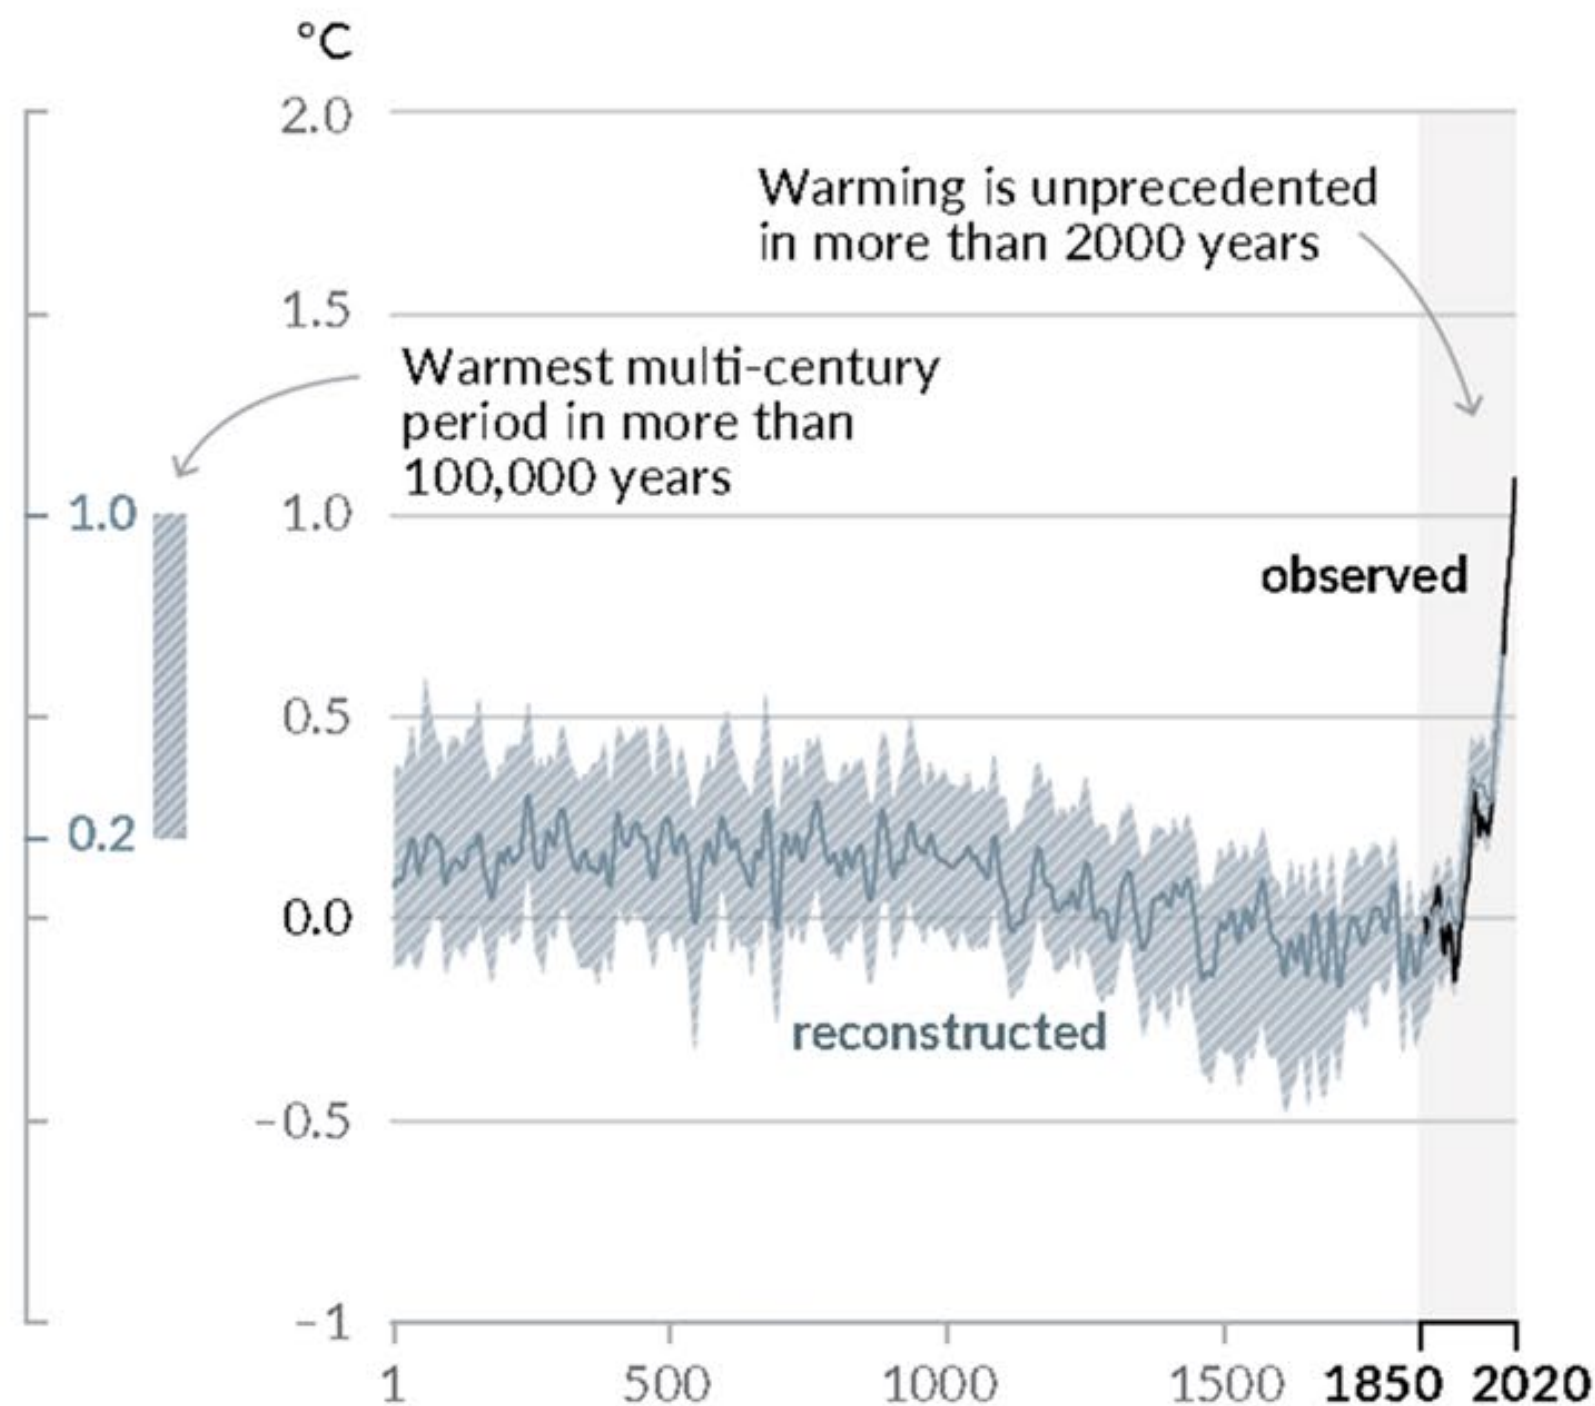 °C
2.0
Warming is unprecedented
in more than 2000 years
1.5
Warmest multi-century
period in more than
100,000 years
1.0
1.0
observed
0.5
0.2
0.0
reconstructed
−0.5
−1
1 500 1000 1500 1850 2020